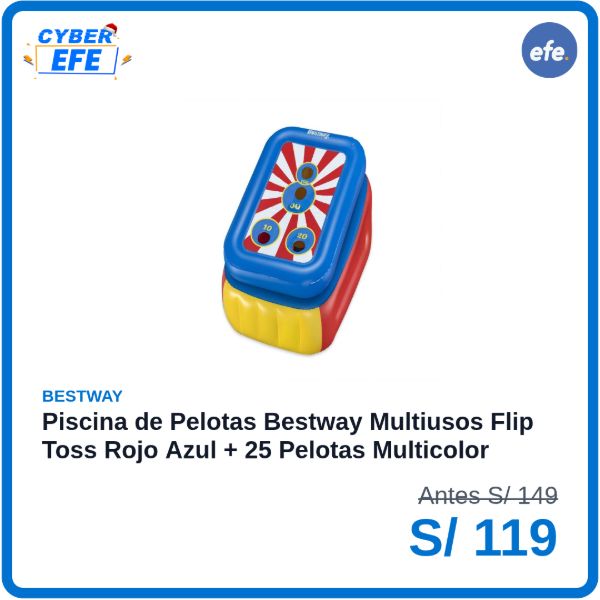 CYBER
EFE
efe.
10
20
BESTWAY
Piscina de Pelotas Bestway Multiusos Flip
Toss Rojo Azul + 25 Pelotas Multicolor
Antes S/ 149
S/ 119